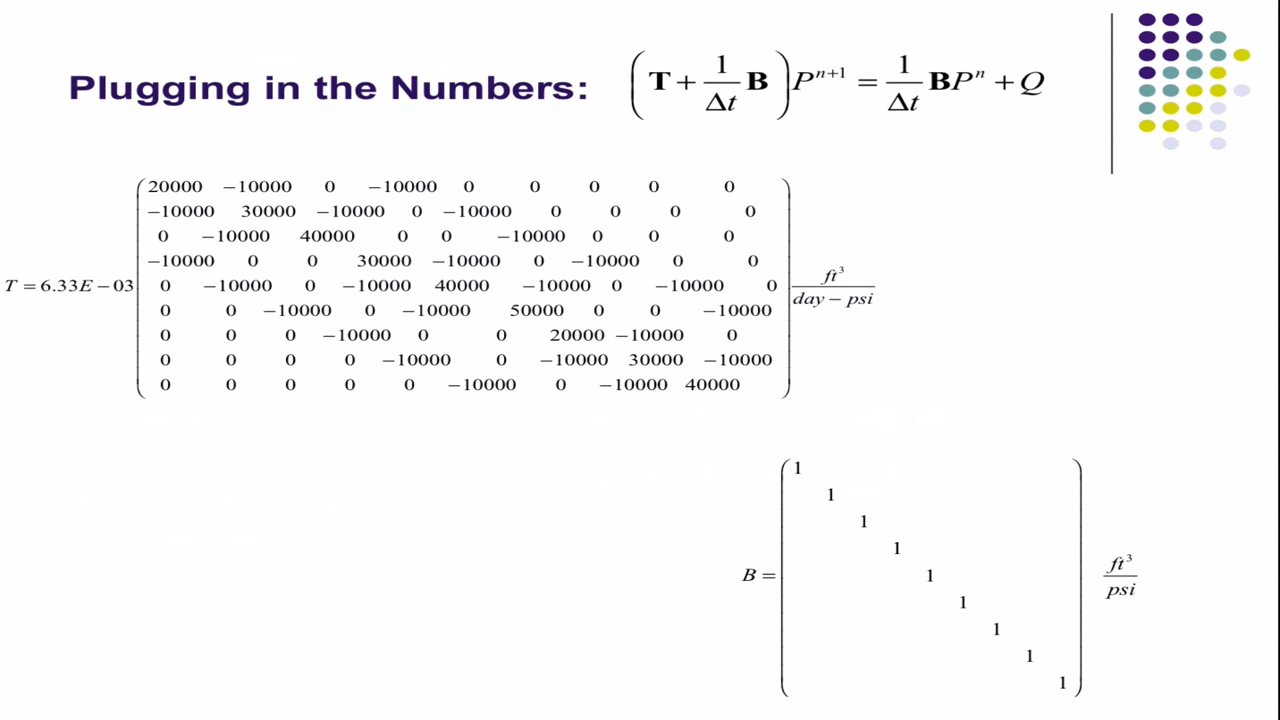 Plugging in the Numbers: (T + 1/Δt B) P^{n+1} = 1/Δt B P^n + Q
T = 6.33E − 03
20000 −10000 0 −10000 0 0 0 0 0
−10000 30000 −10000 0 −10000 0 0 0 0
0 −10000 40000 0 0 −10000 0 0 0
−10000 0 0 30000 −10000 0 −10000 0 0
0 −10000 0 −10000 40000 −10000 0 −10000 0
0 0 −10000 0 −10000 50000 0 0 −10000
0 0 0 −10000 0 0 20000 −10000 0
0 0 0 0 −10000 0 −10000 30000 −10000
0 0 0 0 0 −10000 0 −10000 40000
ft³
day − psi
B =
1
1
1
1
1
1
1
1
1
ft³
psi